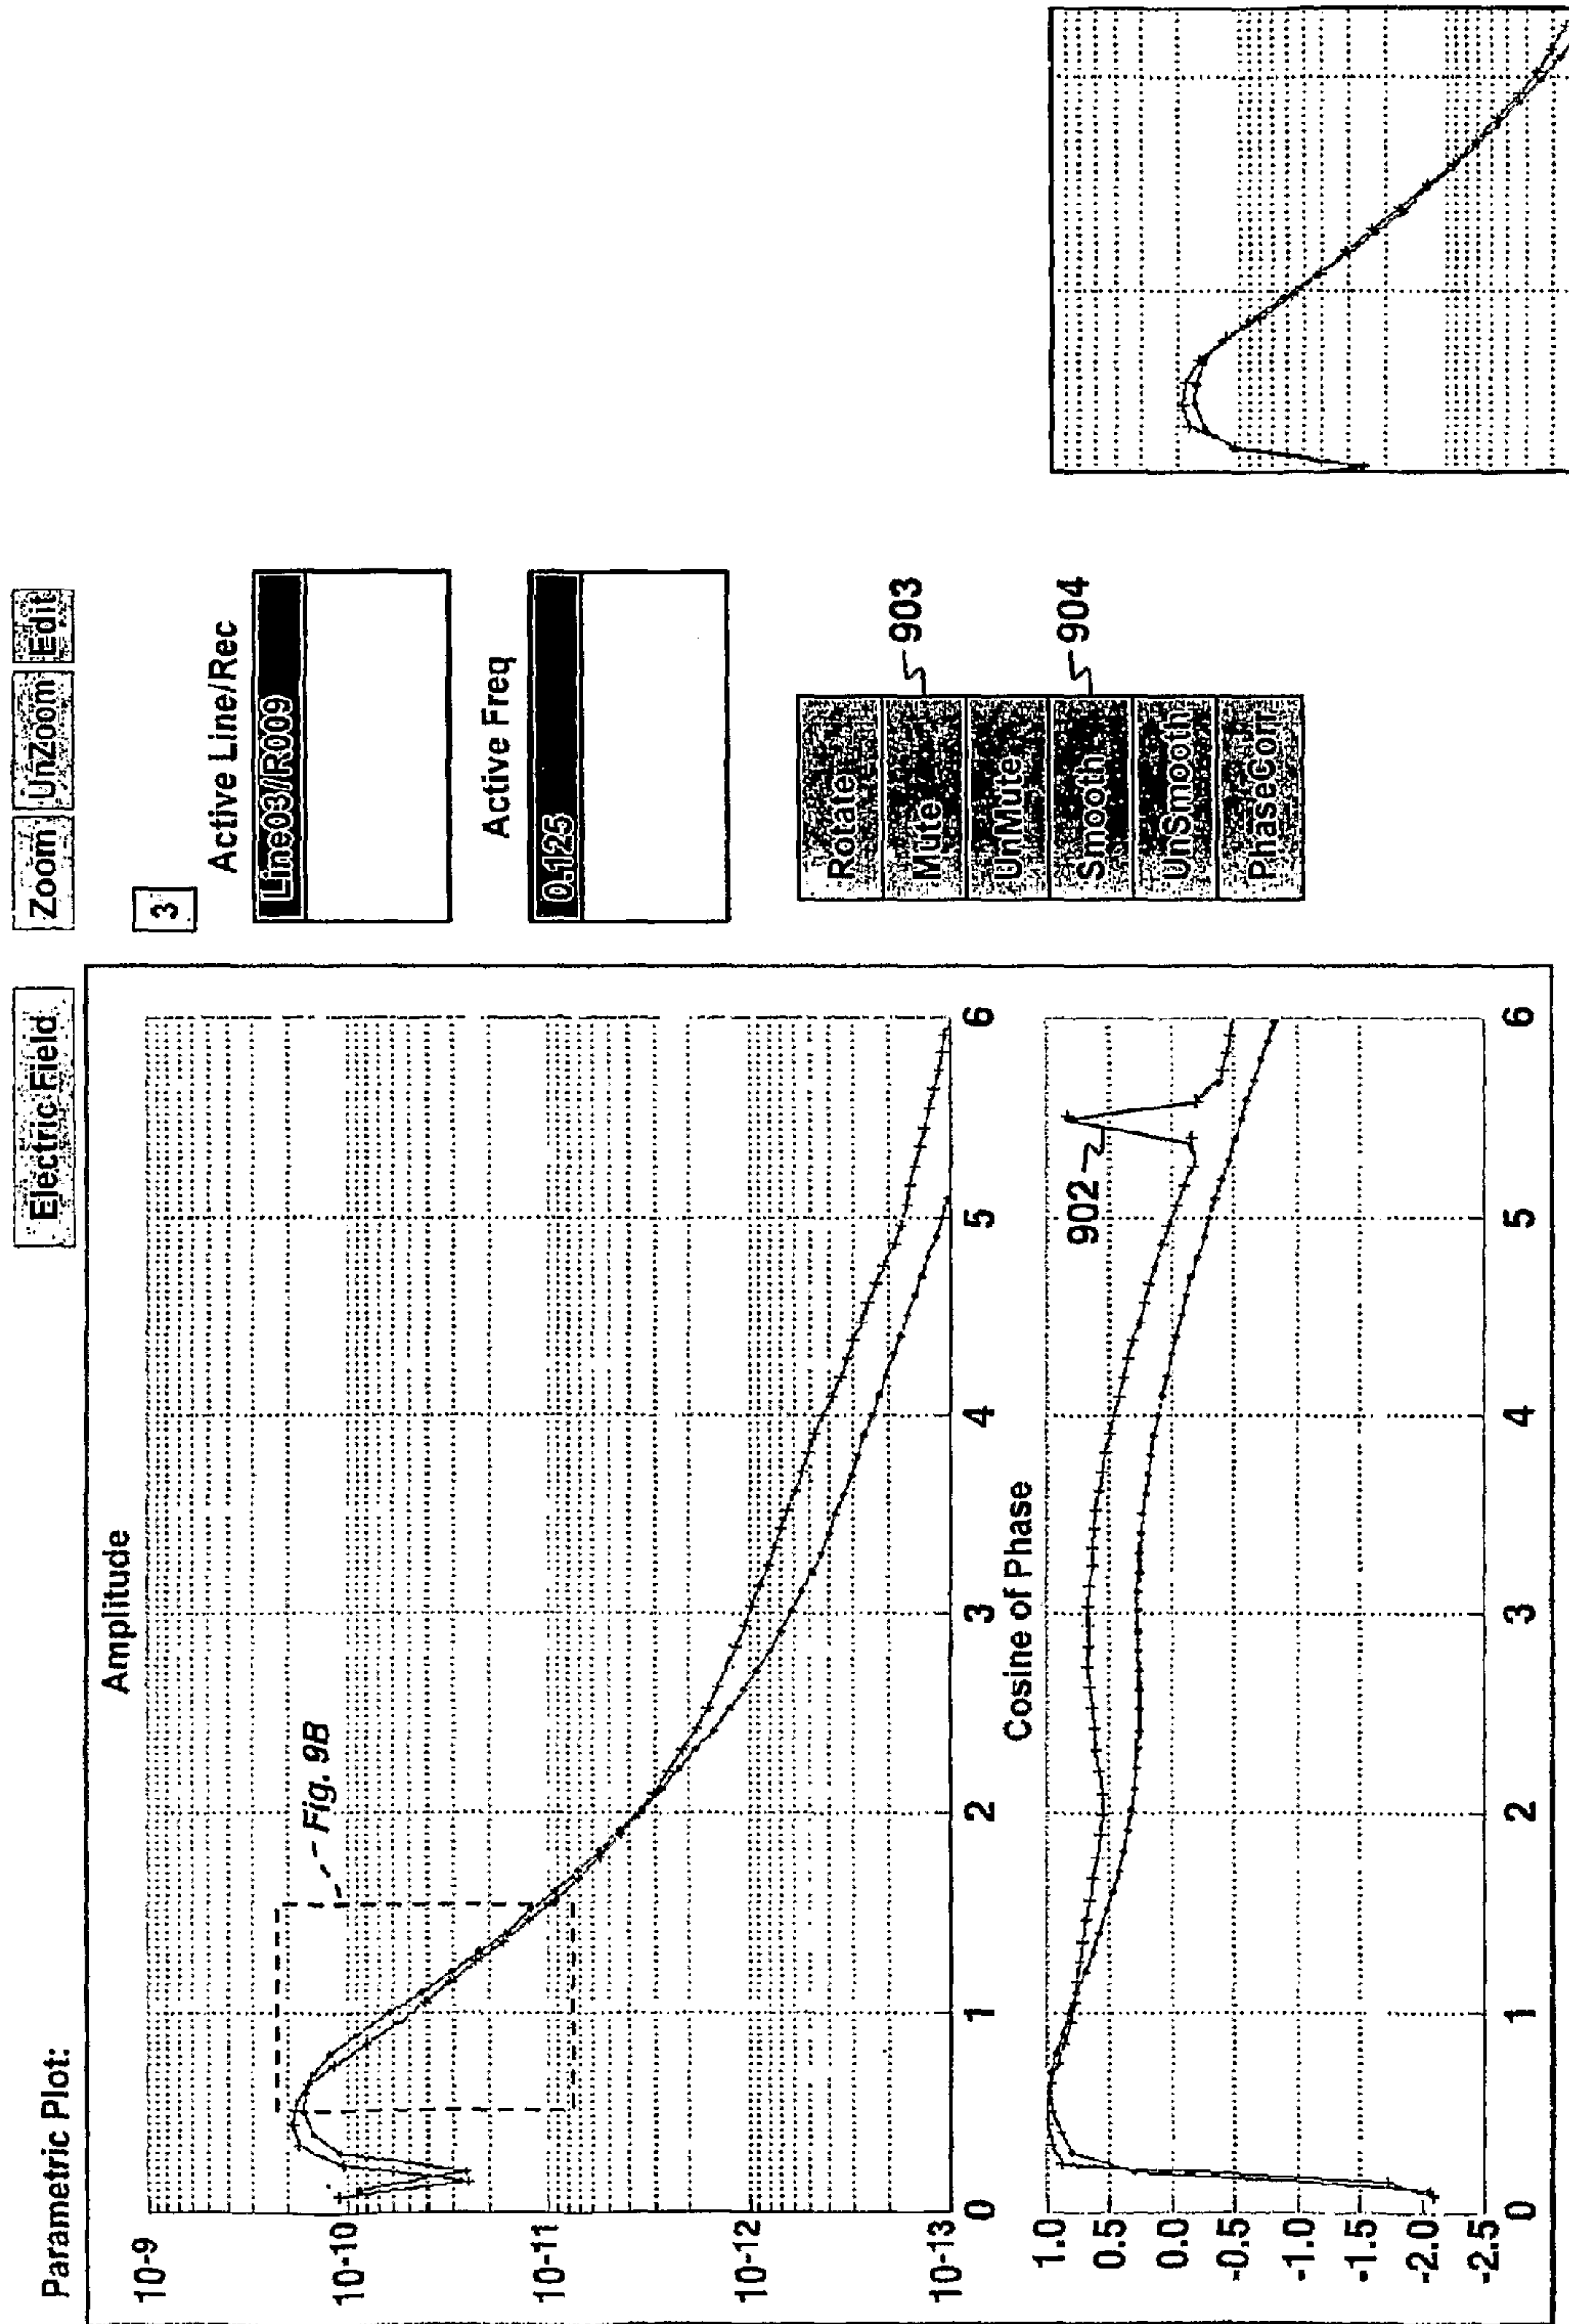 Parametric Plot:
Electric Field
Zoom
UnZoom
Edit
3
Active Line/Rec
Line03/R009
Active Freq
0.125
Rotate
Mute
UnMute
Smooth
UnSmooth
PhaseCorr
903
904
Amplitude
10-9
10-10
10-11
10-12
10-13
Fig. 9B
0 1 2 3 4 5 6
Cosine of Phase
1.0
0.5
0.0
-0.5
-1.0
-1.5
-2.0
-2.5
902
0 1 2 3 4 5 6